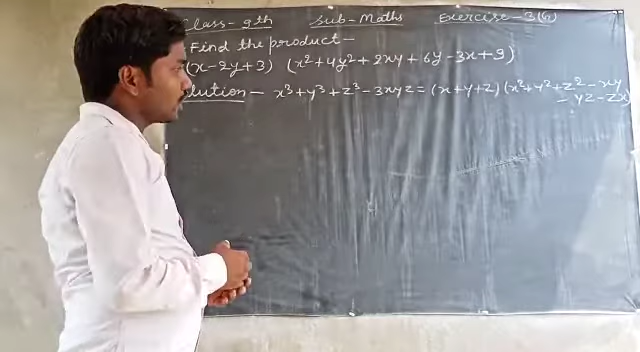 Class-9th Sub-Maths Exercise-3(G)
Find the product-
(x-2y+3) (x²+4y²+2xy+6y-3x+9)
lution- x³+y³+z³-3xyz = (x+y+z) (x²+y²+z²-xy
-yz-zx)